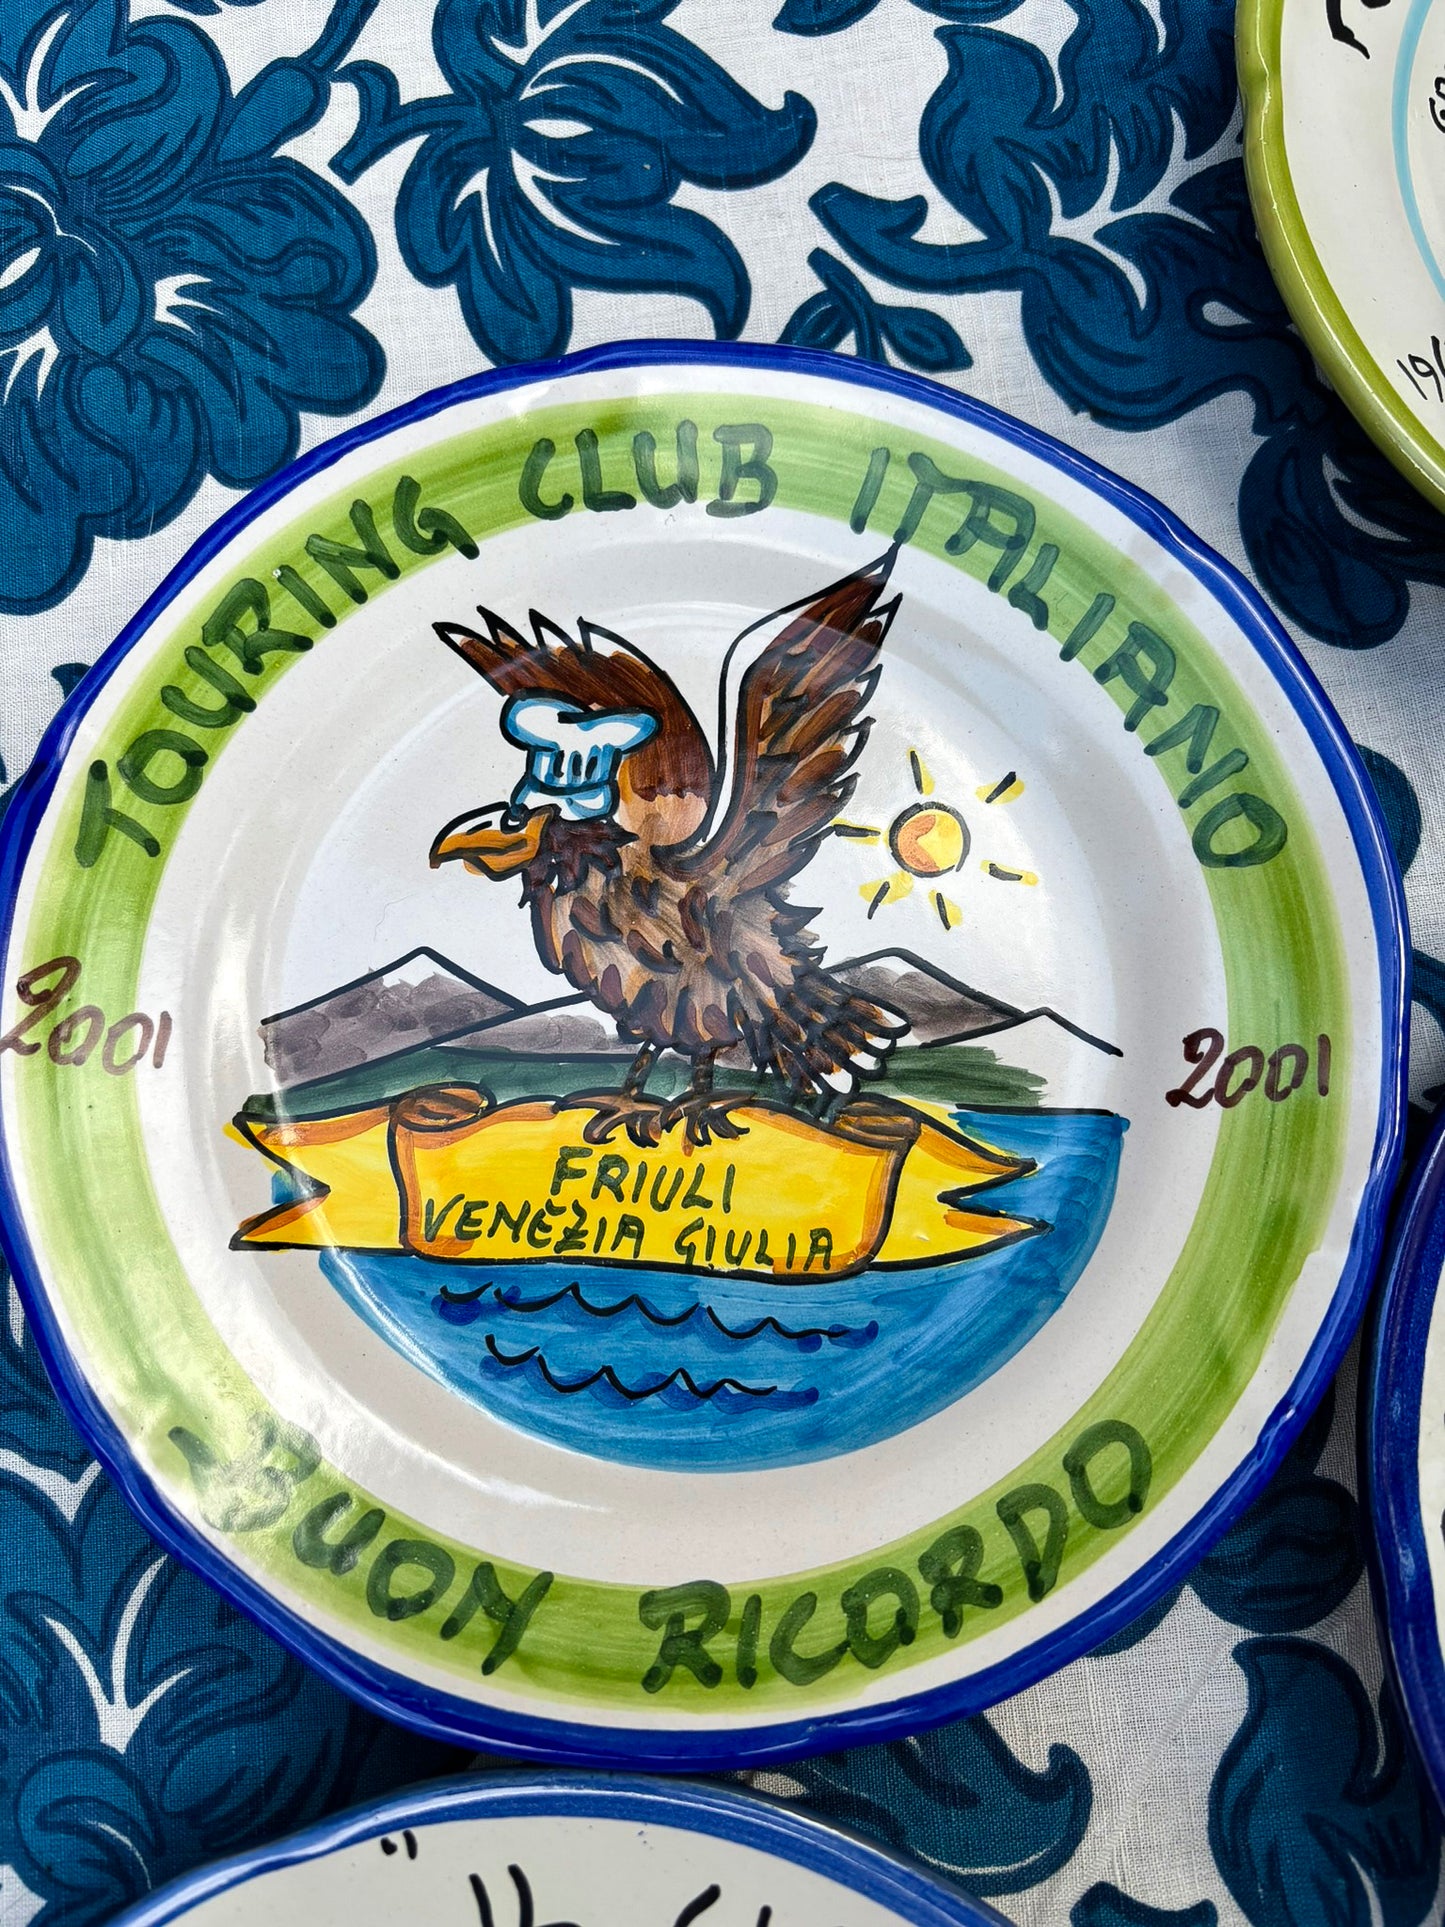 TOURING CLUB ITALIANO
2001
2001
FRIULI
VENEZIA GIULIA
BUON RICORDO